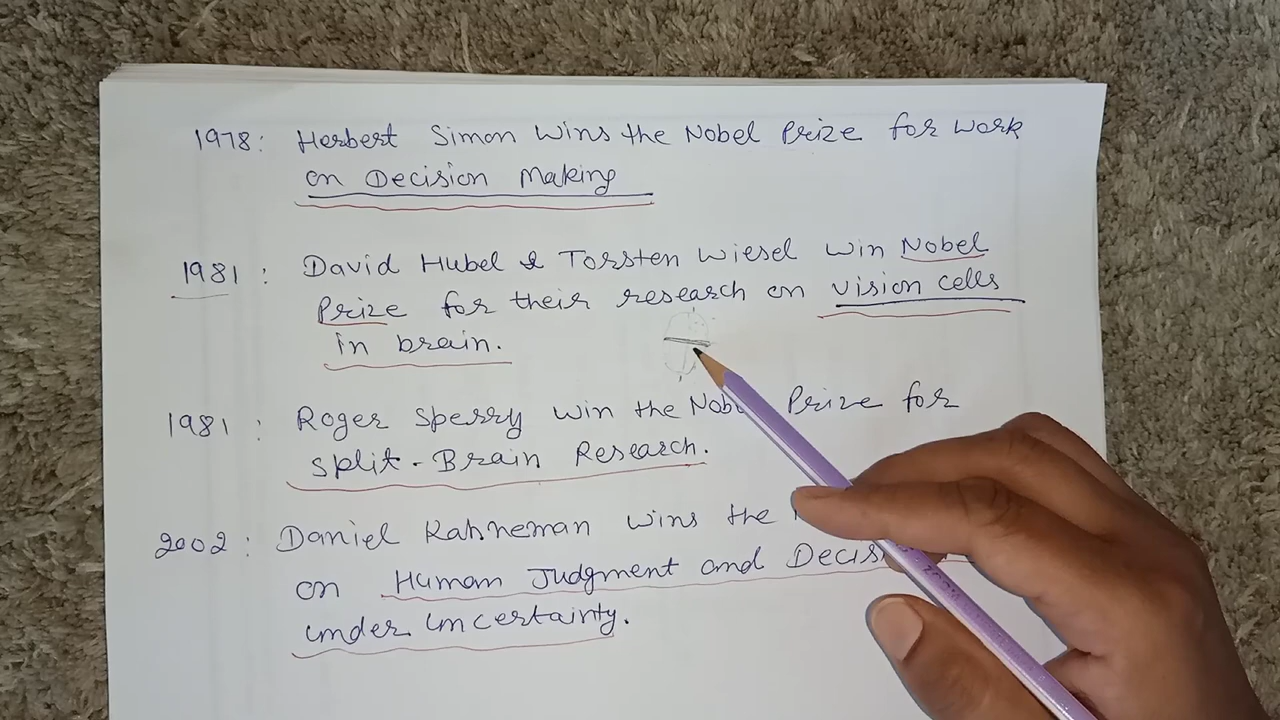 1978: Herbert Simon Wins the Nobel Prize for Work
on Decision Making
1981: David Hubel & Torsten Wiesel Win Nobel
Prize for their research on vision cells
in brain.
1981: Roger Sperry Win the Prize for
Split-Brain Research.
2002: Daniel Kahneman Wins the
on Human Judgment and
under uncertainty.